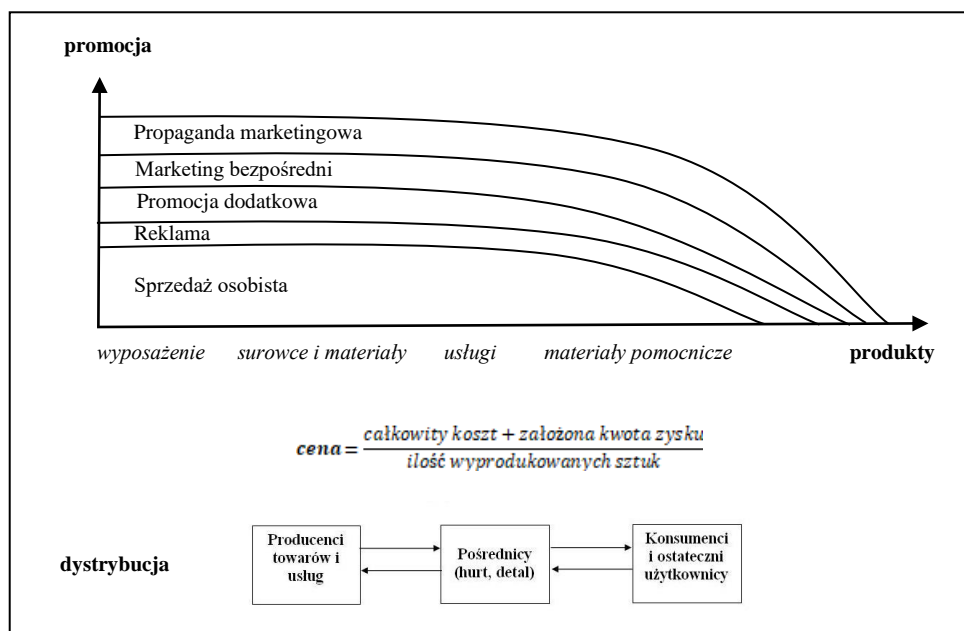 promocja
Propaganda marketingowa
Marketing bezpośredni
Promocja dodatkowa
Reklama
Sprzedaż osobista
wyposażenie surowce i materiały usługi materiały pomocnicze produkty
cena = całkowity koszt + założona kwota zysku
ilość wyprodukowanych sztuk
dystrybucja
Producenci
towarów i
usług
Pośrednicy
(hurt, detal)
Konsumenci
i ostateczni
użytkownicy